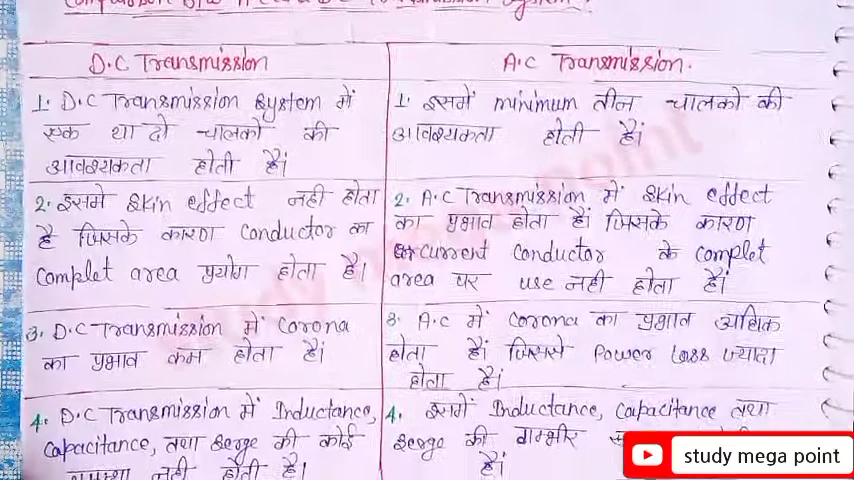 Comparison b/w
D.C Transmission
A.C Transmission.
1. D.C Transmission System में
एक या दो चालको की
आवश्यकता होती हैं।
1. इसमें minimum तीन चालको की
आवश्यकता होती हैं।
2. इसमे Skin effect नही होता
है जिसके कारण Conductor का
Complet area प्रयोग होता है।
2. A.C Transmission में Skin effect
का प्रभाव होता हैं। जिसके कारण
current conductor के complet
area पर use नही होता हैं।
3. D.C Transmission में Corona
का प्रभाव कम होता हैं।
3. A.C में Corona का प्रभाव अधिक
होता हैं। जिससे Power Loss ज्यादा
होता हैं।
4. D.C Transmission में Inductance,
Capacitance, तथा Serge की कोई
समस्या नही होती है।
4. इसमें Inductance, Capacitance तथा
Serge की गाम्भीर
हैं।
study mega point